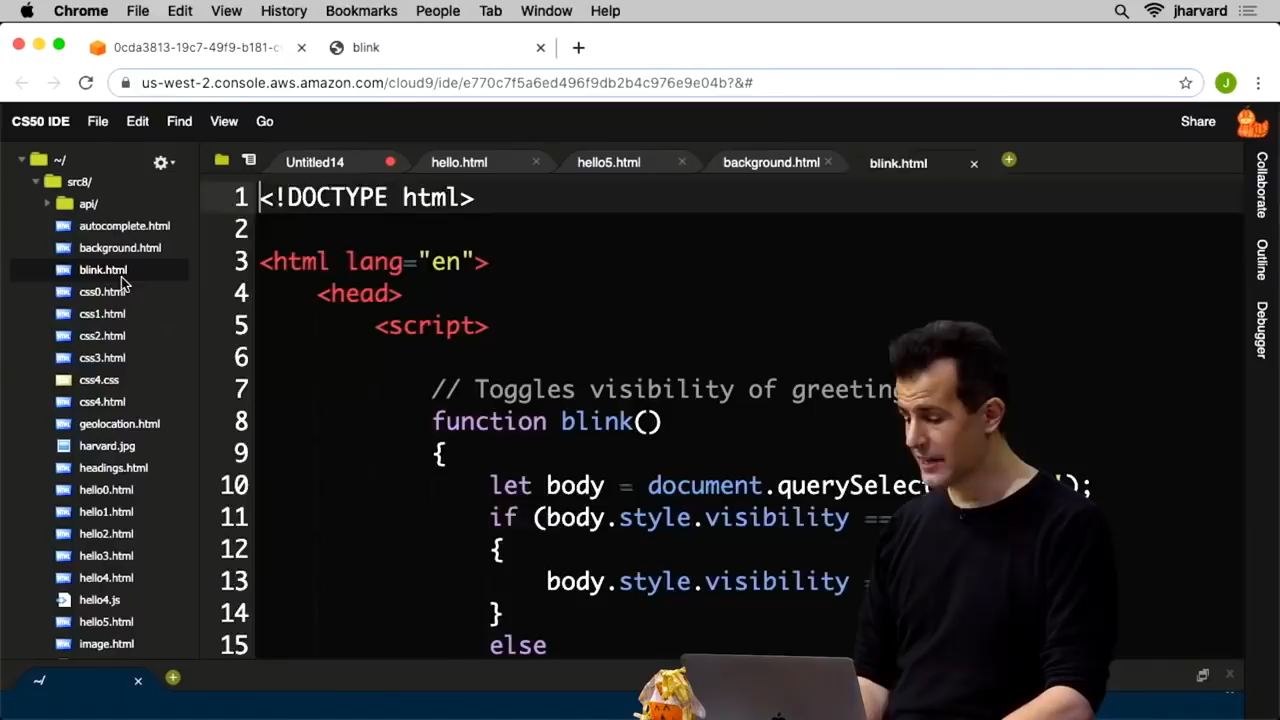 Chrome File Edit View History Bookmarks People Tab Window Help jharvard
0cda3813-19c7-49f9-b181- blink
us-west-2.console.aws.amazon.com/cloud9/ide/e770c7f5a6ed496f9db2b4c976e9e04b?&# J
CS50 IDE File Edit Find View Go Share
~/ Untitled14 hello.html hello5.html background.html blink.html
src8/
api/
autocomplete.html
background.html
blink.html
css0.html
css1.html
css2.html
css3.html
css4.css
css4.html
geolocation.html
harvard.jpg
headings.html
hello0.html
hello1.html
hello2.html
hello3.html
hello4.html
hello4.js
hello5.html
image.html
1 <!DOCTYPE html>
2
3 <html lang="en">
4 <head>
5 <script>
6
7 // Toggles visibility of greeting
8 function blink()
9 {
10 let body = document.querySelec );
11 if (body.style.visibility ==
12 {
13 body.style.visibility =
14 }
15 else
Collaborate
Outline
Debugger
~/